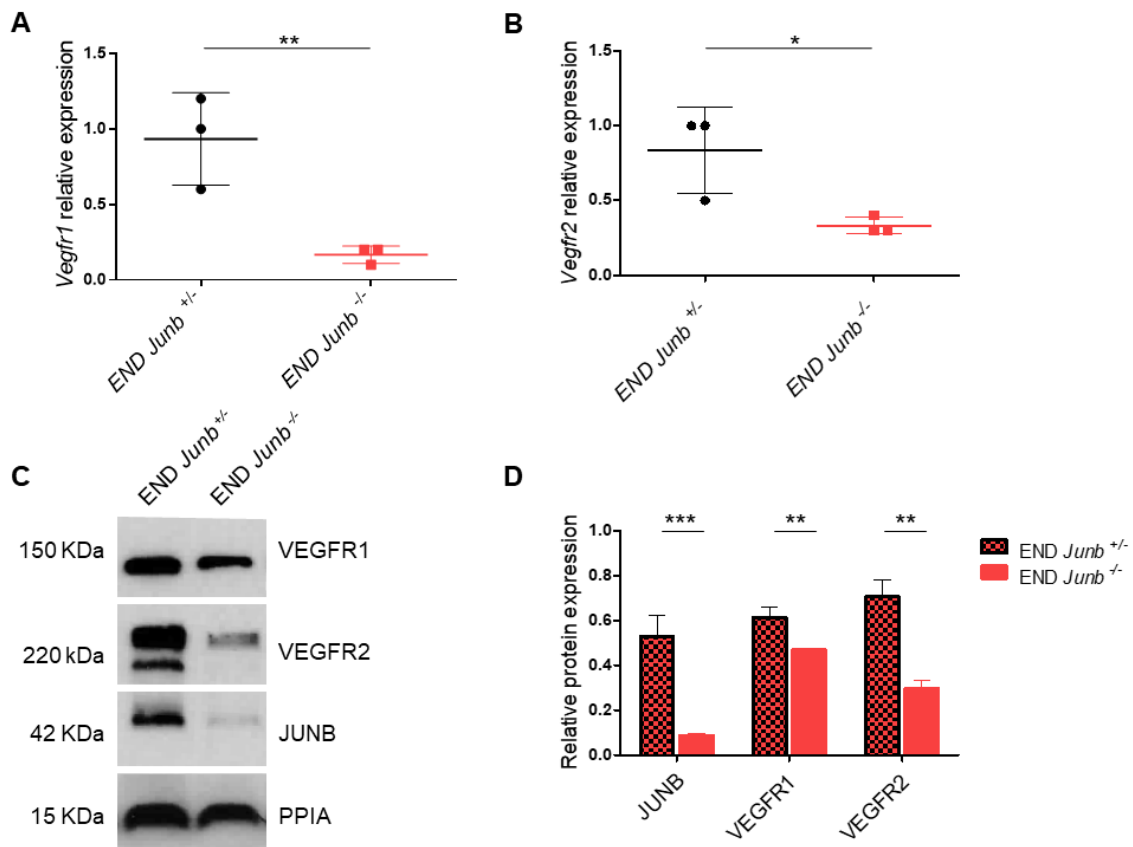 A
Vegfr1 relative expression
1.5
1.0
0.5
0.0
**
END Junb +/-
END Junb -/-
B
Vegfr2 relative expression
1.5
1.0
0.5
0.0
*
END Junb +/-
END Junb -/-
C
END Junb +/-
END Junb -/-
150 KDa
VEGFR1
220 kDa
VEGFR2
42 KDa
JUNB
15 KDa
PPIA
D
Relative protein expression
1.0
0.8
0.6
0.4
0.2
0.0
***
**
**
JUNB
VEGFR1
VEGFR2
END Junb +/-
END Junb -/-